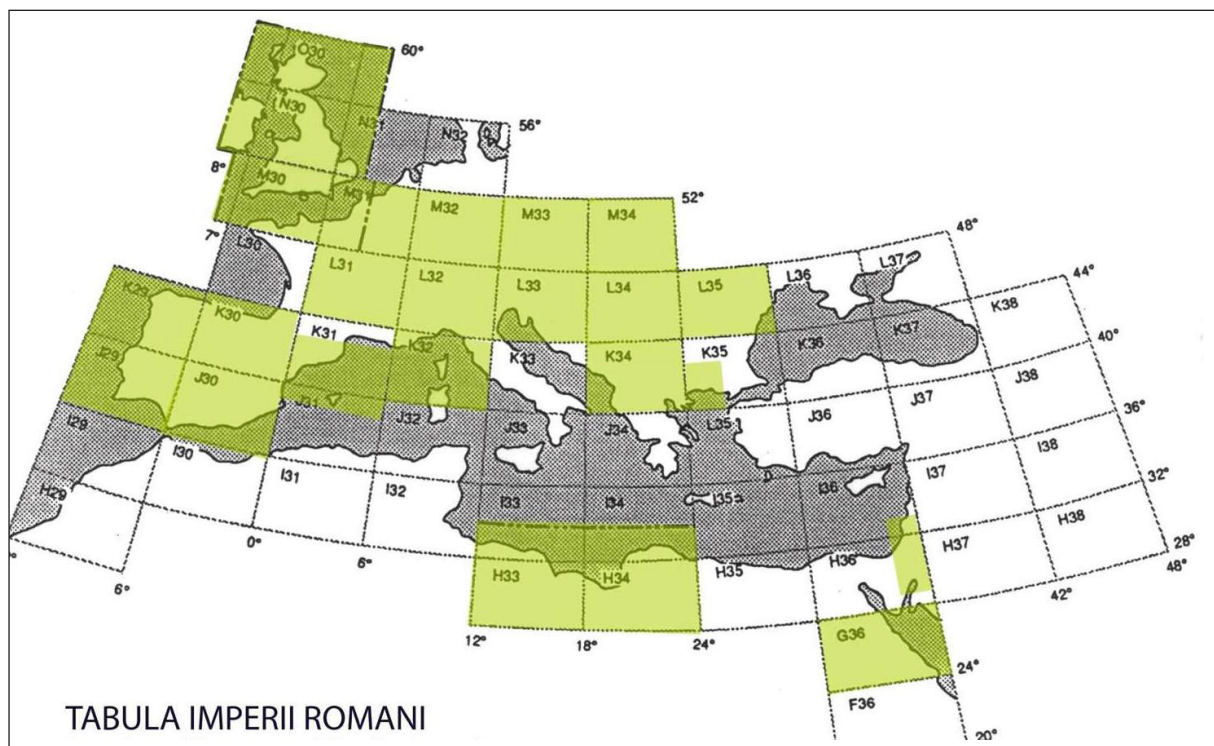 O30
60°
N30
N31
N32
56°
8°
M30
M31
M32
M33
M34
52°
7°
L30
L31
L32
L33
L34
L35
L36
L37
48°
K29
K30
K31
K32
K33
K34
K35
K36
K37
K38
44°
J29
J30
J31
J32
J33
J34
L35
J36
J37
J38
40°
I29
I30
I31
I32
I33
I34
I35
I36
I37
I38
36°
H29
H33
H34
H35
H36
H37
H38
32°
28°
6°
0°
6°
12°
18°
24°
42°
48°
G36
24°
F36
20°
TABULA IMPERII ROMANI